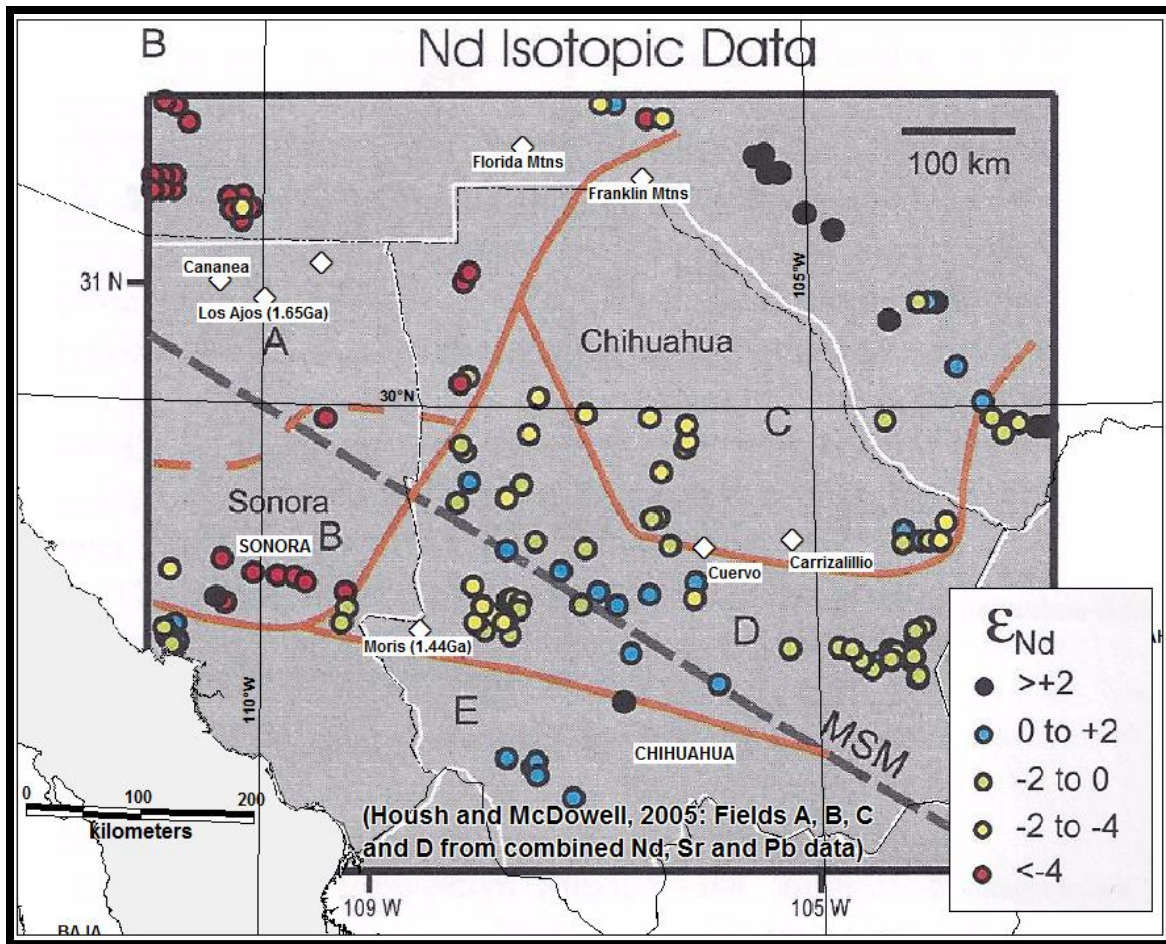 B
Nd Isotopic Data
Florida Mtns
100 km
Franklin Mtns
Cananea
31 N
Los Ajos (1.65Ga)
105°W
A
Chihuahua
30°N
C
Sonora
B
SONORA
Cuervo
Carrizalillio
D
Moris (1.44Ga)
110°W
E
MSM
CHIHUAHUA
εNd
>+2
0 to +2
-2 to 0
-2 to -4
<-4
0 100 200
kilometers
(Housh and McDowell, 2005: Fields A, B, C
and D from combined Nd, Sr and Pb data)
109 W
105 W